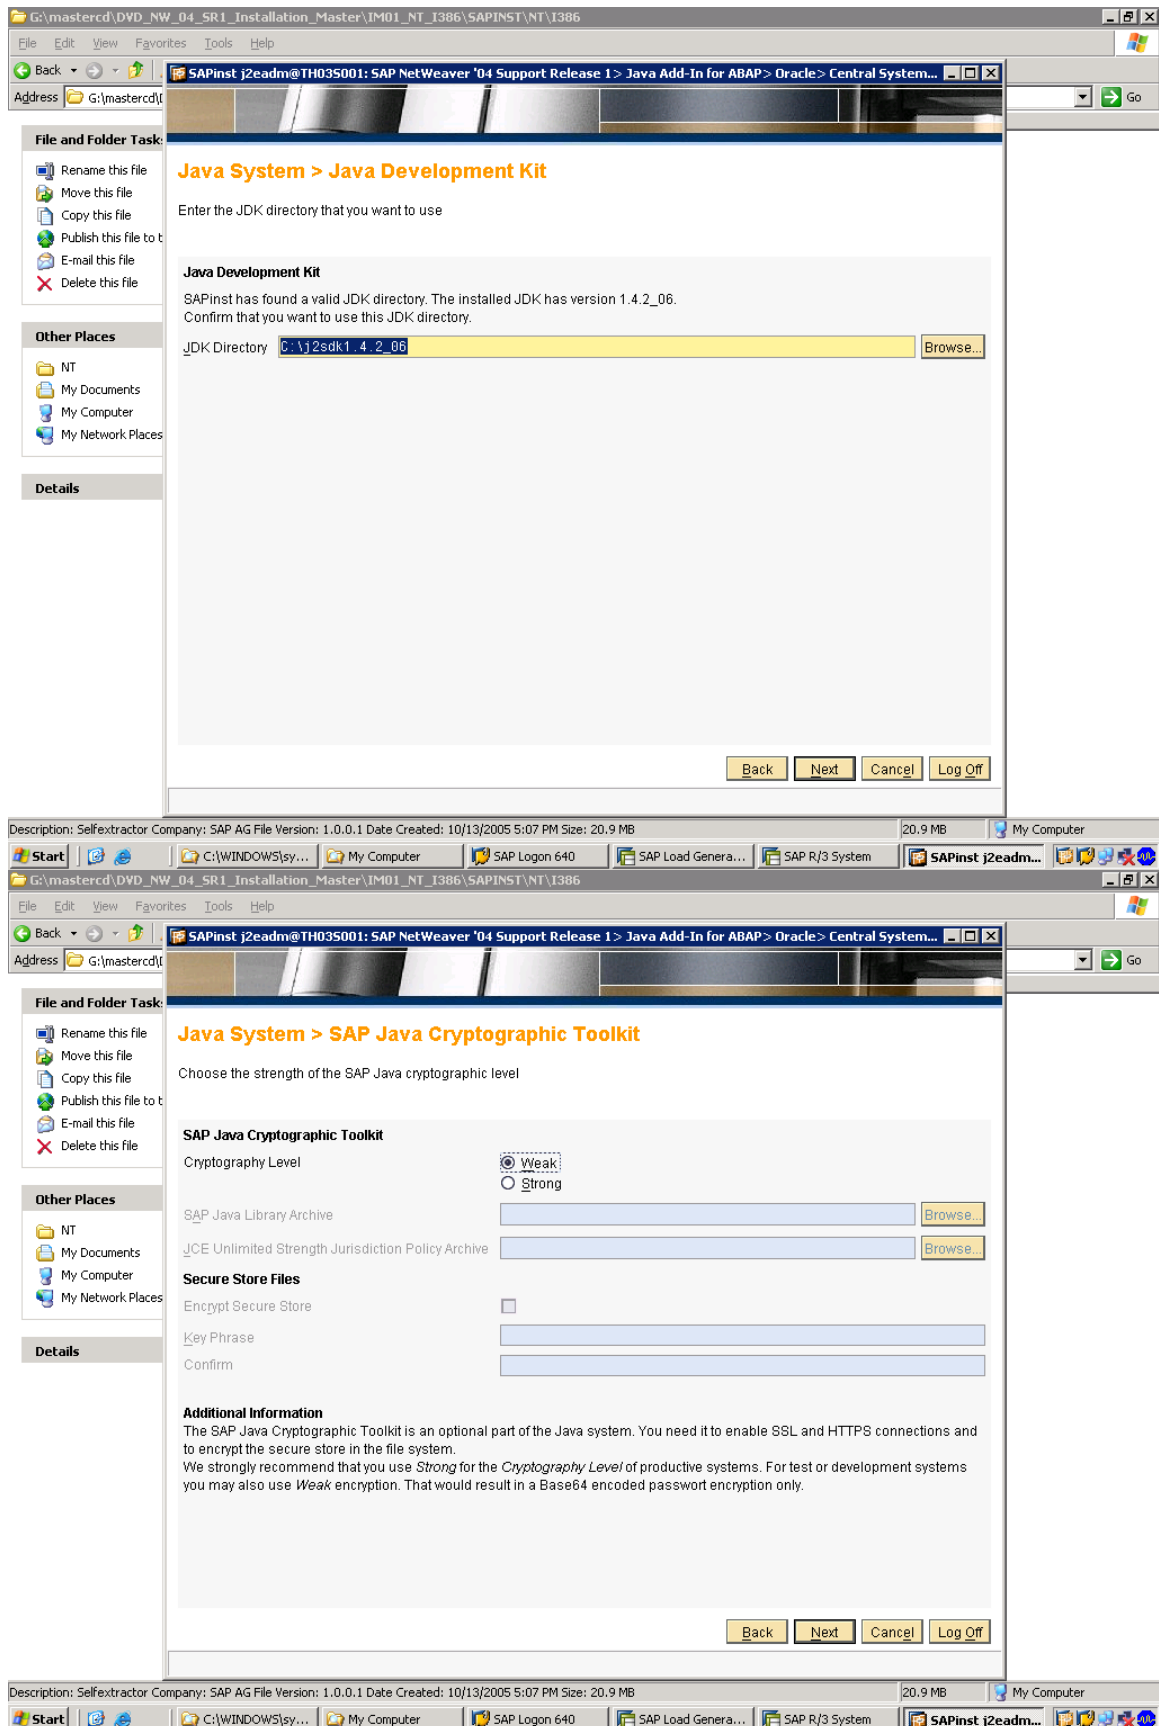 G:\mastercd\DVD_NW_04_SR1_Installation_Master\IM01_NT_I386\SAPINST\NT\I386
File Edit View Favorites Tools Help
Back
SAPinst j2eadm@TH03S001: SAP NetWeaver '04 Support Release 1> Java Add-In for ABAP> Oracle> Central System...
Address G:\mastercd\ Go
File and Folder Task
Rename this file
Move this file
Copy this file
Publish this file to t
E-mail this file
Delete this file
Other Places
NT
My Documents
My Computer
My Network Places
Details
Java System > Java Development Kit
Enter the JDK directory that you want to use
Java Development Kit
SAPinst has found a valid JDK directory. The installed JDK has version 1.4.2_06.
Confirm that you want to use this JDK directory.
JDK Directory C:\j2sdk1.4.2_06 Browse...
Back Next Cancel Log Off
Description: Selfextractor Company: SAP AG File Version: 1.0.0.1 Date Created: 10/13/2005 5:07 PM Size: 20.9 MB 20.9 MB My Computer
Start C:\WINDOWS\sy... My Computer SAP Logon 640 SAP Load Genera... SAP R/3 System SAPinst j2eadm...
G:\mastercd\DVD_NW_04_SR1_Installation_Master\IM01_NT_I386\SAPINST\NT\I386
File Edit View Favorites Tools Help
Back
SAPinst j2eadm@TH03S001: SAP NetWeaver '04 Support Release 1> Java Add-In for ABAP> Oracle> Central System...
Address G:\mastercd\ Go
File and Folder Task
Rename this file
Move this file
Copy this file
Publish this file to t
E-mail this file
Delete this file
Other Places
NT
My Documents
My Computer
My Network Places
Details
Java System > SAP Java Cryptographic Toolkit
Choose the strength of the SAP Java cryptographic level
SAP Java Cryptographic Toolkit
Cryptography Level Weak
Strong
SAP Java Library Archive Browse...
JCE Unlimited Strength Jurisdiction Policy Archive Browse...
Secure Store Files
Encrypt Secure Store
Key Phrase
Confirm
Additional Information
The SAP Java Cryptographic Toolkit is an optional part of the Java system. You need it to enable SSL and HTTPS connections and
to encrypt the secure store in the file system.
We strongly recommend that you use Strong for the Cryptography Level of productive systems. For test or development systems
you may also use Weak encryption. That would result in a Base64 encoded passwort encryption only.
Back Next Cancel Log Off
Description: Selfextractor Company: SAP AG File Version: 1.0.0.1 Date Created: 10/13/2005 5:07 PM Size: 20.9 MB 20.9 MB My Computer
Start C:\WINDOWS\sy... My Computer SAP Logon 640 SAP Load Genera... SAP R/3 System SAPinst j2eadm...